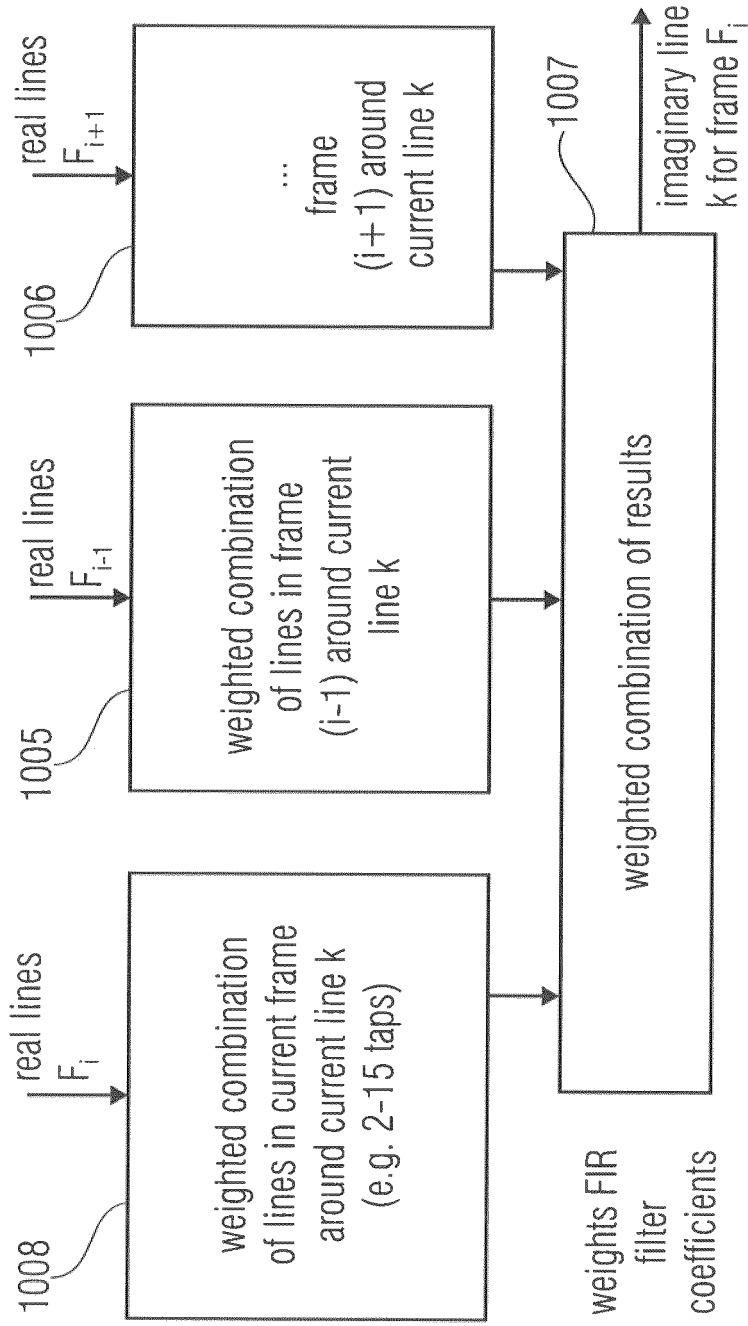 1008
real lines
F_i
weighted combination
of lines in current frame
around current line k
(e.g. 2-15 taps)
1005
real lines
F_{i-1}
weighted combination
of lines in frame
(i-1) around current
line k
1006
real lines
F_{i+1}
...
frame
(i+1) around
current line k
weights FIR
filter
coefficients
weighted combination of results
1007
imaginary line
k for frame F_i